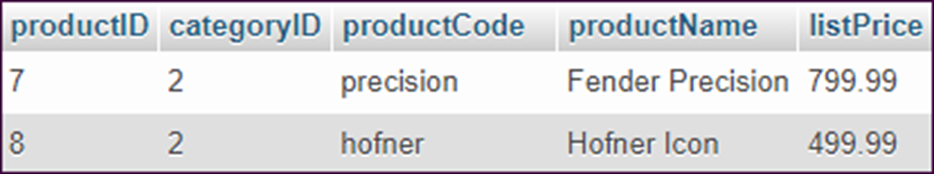 productID categoryID productCode productName listPrice
7 2 precision Fender Precision 799.99
8 2 hofner Hofner Icon 499.99